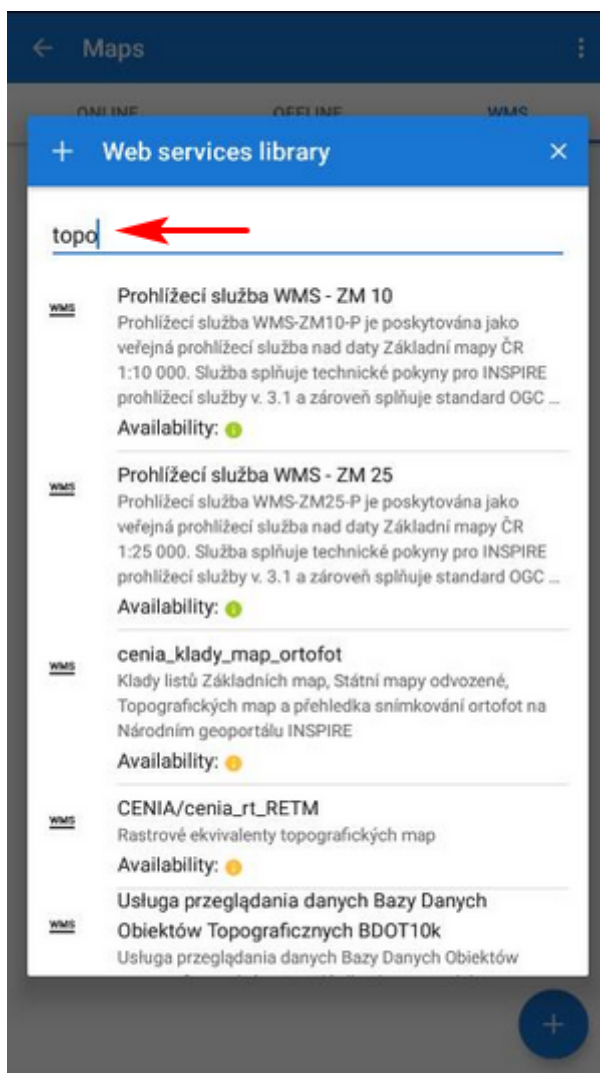 Maps
ONLINE OFFLINE WMS
Web services library
topo
WMS
Prohlížecí služba WMS - ZM 10
Prohlížecí služba WMS-ZM10-P je poskytována jako
veřejná prohlížecí služba nad daty Základní mapy ČR
1:10 000. Služba splňuje technické pokyny pro INSPIRE
prohlížecí služby v. 3.1 a zároveň splňuje standard OGC ...
Availability:
WMS
Prohlížecí služba WMS - ZM 25
Prohlížecí služba WMS-ZM25-P je poskytována jako
veřejná prohlížecí služba nad daty Základní mapy ČR
1:25 000. Služba splňuje technické pokyny pro INSPIRE
prohlížecí služby v. 3.1 a zároveň splňuje standard OGC ...
Availability:
WMS
cenia_klady_map_ortofot
Klady listů Základních map, Státní mapy odvozené,
Topografických map a přehledka snímkování ortofot na
Národním geoportálu INSPIRE
Availability:
WMS
CENIA/cenia_rt_RETM
Rastrové ekvivalenty topografických map
Availability:
WMS
Usługa przeglądania danych Bazy Danych
Obiektów Topograficznych BDOT10k
Usługa przeglądania danych Bazy Danych Obiektów